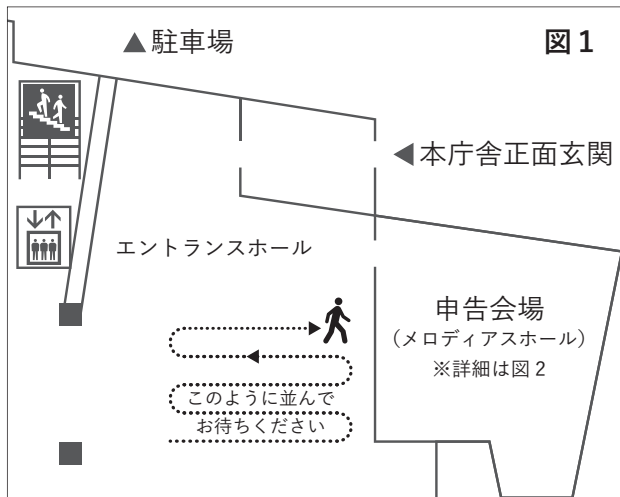 ▲駐車場
図1
◀本庁舎正面玄関
エントランスホール
申告会場
(メロディアスホール)
※詳細は図2
このように並んで
お待ちください